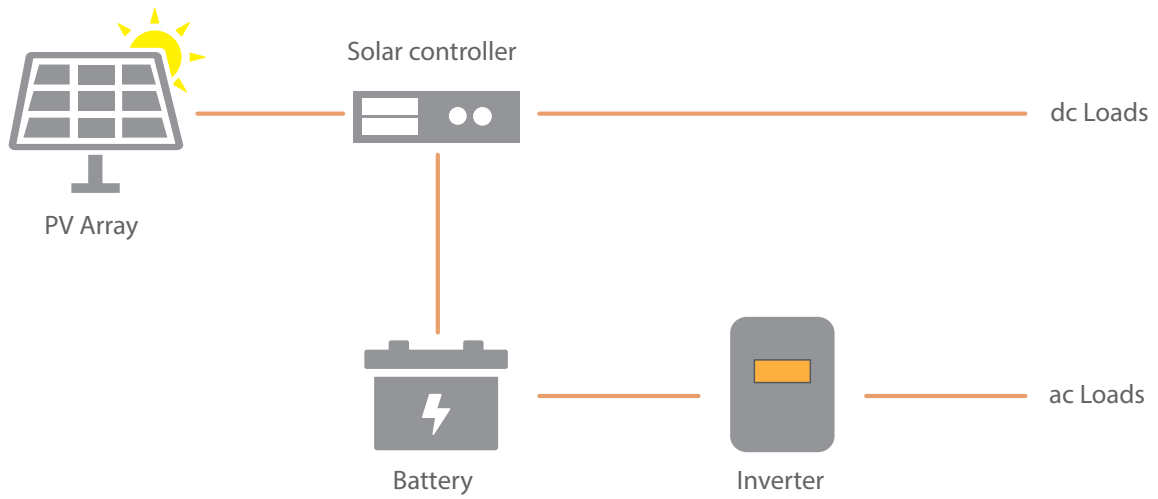 Solar controller
dc Loads
PV Array
ac Loads
Battery
Inverter